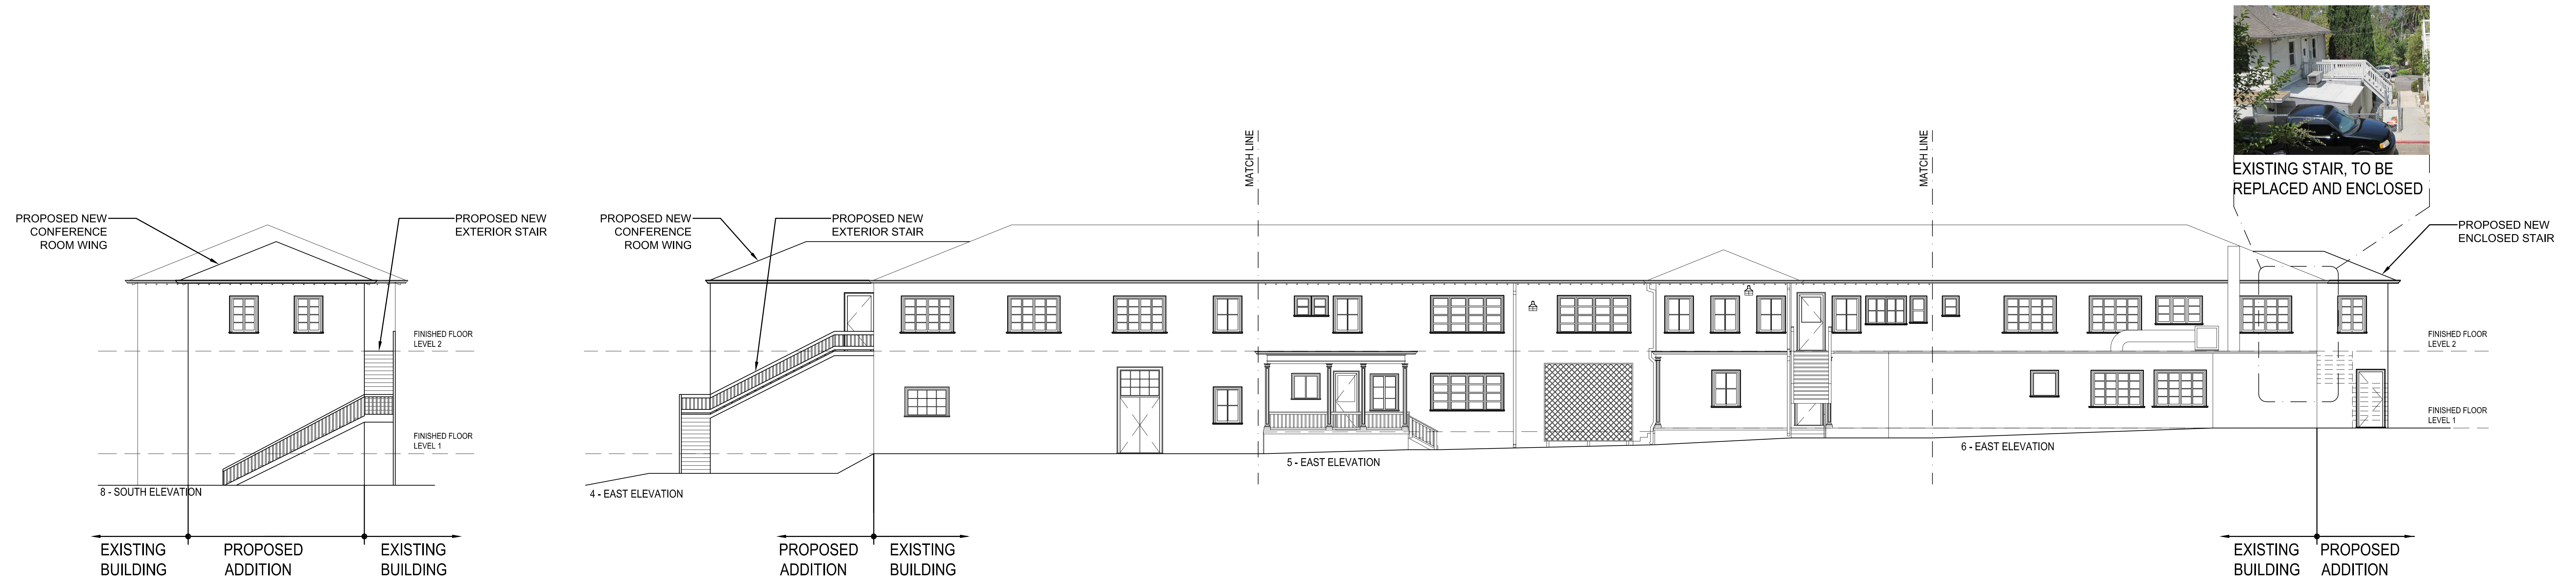 MATCH LINE
MATCH LINE
EXISTING STAIR, TO BE
REPLACED AND ENCLOSED
PROPOSED NEW
CONFERENCE
ROOM WING
PROPOSED NEW
EXTERIOR STAIR
PROPOSED NEW
CONFERENCE
ROOM WING
PROPOSED NEW
EXTERIOR STAIR
PROPOSED NEW
ENCLOSED STAIR
FINISHED FLOOR
LEVEL 2
FINISHED FLOOR
LEVEL 2
FINISHED FLOOR
LEVEL 1
FINISHED FLOOR
LEVEL 1
8 - SOUTH ELEVATION
4 - EAST ELEVATION
5 - EAST ELEVATION
6 - EAST ELEVATION
EXISTING
BUILDING
PROPOSED
ADDITION
EXISTING
BUILDING
PROPOSED
ADDITION
EXISTING
BUILDING
EXISTING
BUILDING
PROPOSED
ADDITION